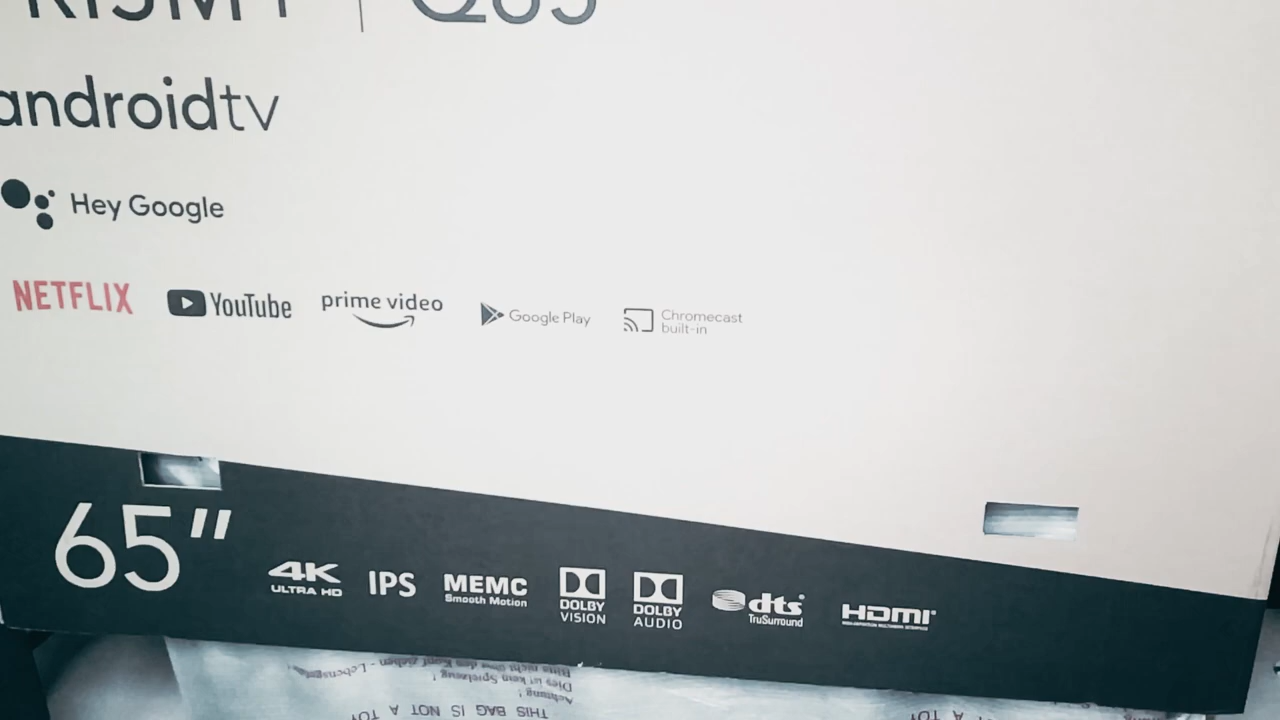 androidtv
Hey Google
NETFLIX YouTube prime video Google Play Chromecast built-in
65"
4K ULTRA HD IPS MEMC Smooth Motion DOLBY VISION DOLBY AUDIO dts TruSurround HDMI
THIS BAG IS NOT A TOY
Achtung!
Dies ist kein Spielzeug!
A TOY